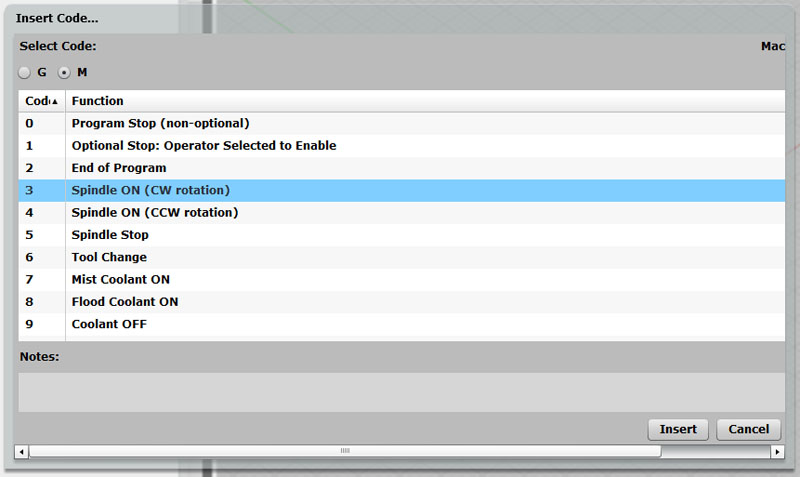 Insert Code...
Select Code:
Mac
G M
Code Function
0 Program Stop (non-optional)
1 Optional Stop: Operator Selected to Enable
2 End of Program
3 Spindle ON (CW rotation)
4 Spindle ON (CCW rotation)
5 Spindle Stop
6 Tool Change
7 Mist Coolant ON
8 Flood Coolant ON
9 Coolant OFF
Notes:
Insert Cancel